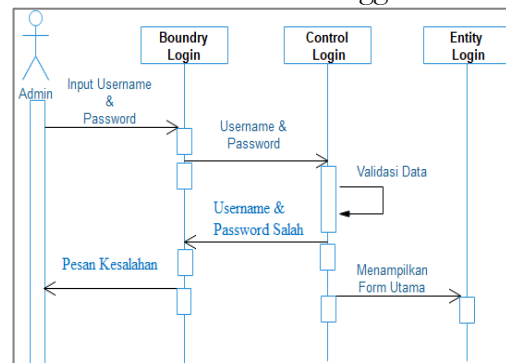 Boundry
Login
Control
Login
Entity
Login
Admin
Input Username
&
Password
Username &
Password
Validasi Data
Username &
Password Salah
Pesan Kesalahan
Menampilkan
Form Utama